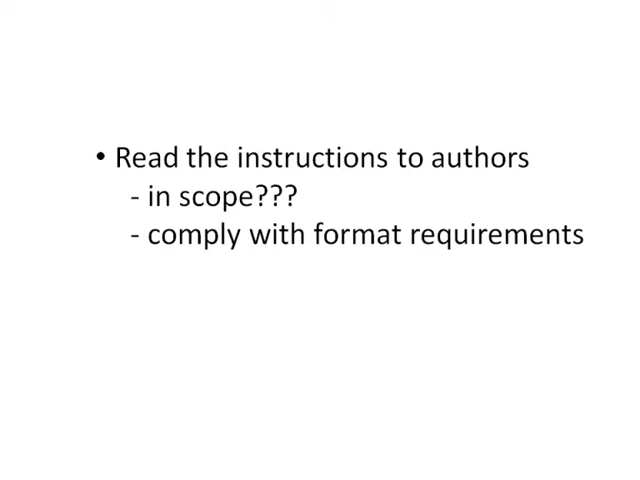 • Read the instructions to authors
- in scope???
- comply with format requirements